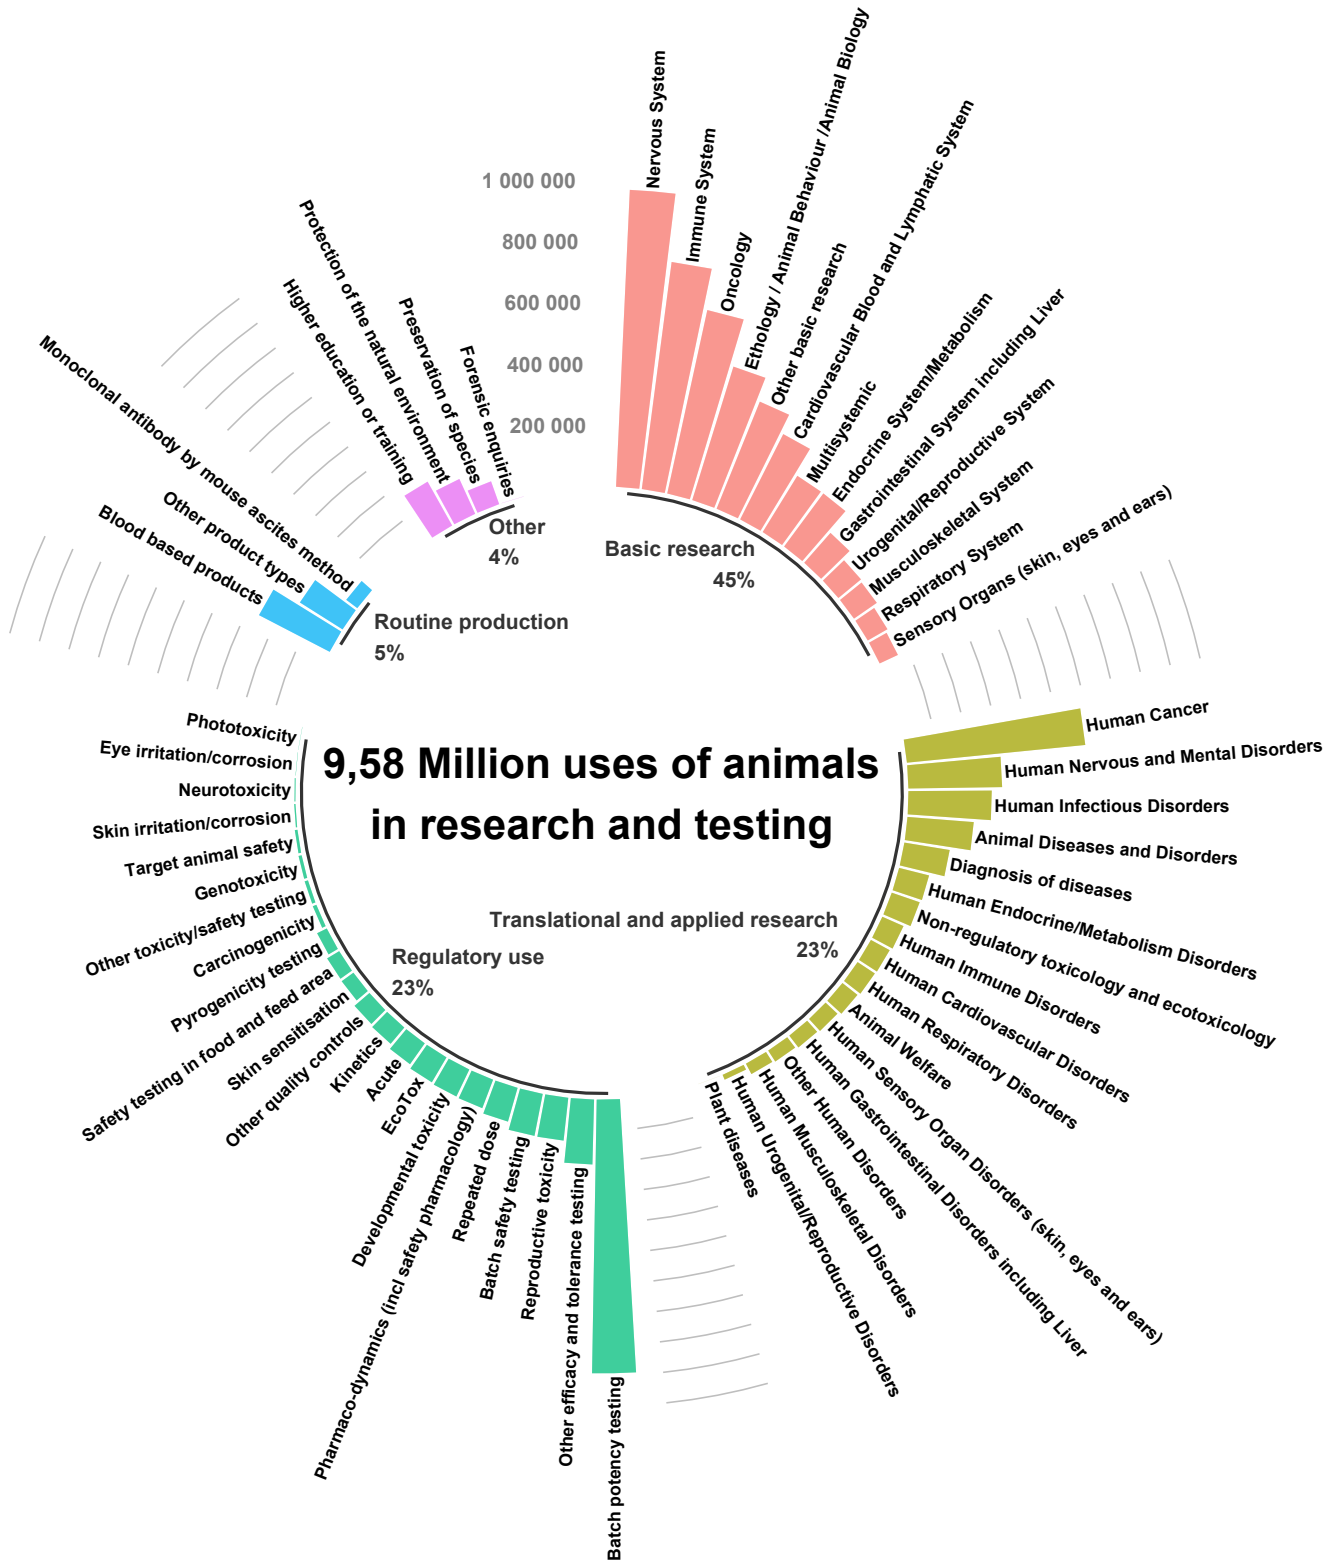 9,58 Million uses of animals
in research and testing
1 000 000
800 000
600 000
400 000
200 000
Basic research
45%
Nervous System
Immune System
Oncology
Ethology / Animal Behaviour /Animal Biology
Other basic research
Cardiovascular Blood and Lymphatic System
Multisystemic
Endocrine System/Metabolism
Gastrointestinal System including Liver
Urogenital/Reproductive System
Musculoskeletal System
Respiratory System
Sensory Organs (skin, eyes and ears)
Translational and applied research
23%
Human Cancer
Human Nervous and Mental Disorders
Human Infectious Disorders
Animal Diseases and Disorders
Diagnosis of diseases
Human Endocrine/Metabolism Disorders
Non-regulatory toxicology and ecotoxicology
Human Immune Disorders
Human Cardiovascular Disorders
Human Respiratory Disorders
Animal Welfare
Human Sensory Organ Disorders (skin, eyes and ears)
Human Gastrointestinal Disorders including Liver
Other Human Disorders
Human Musculoskeletal Disorders
Human Urogenital/Reproductive Disorders
Plant diseases
Regulatory use
23%
Batch potency testing
Other efficacy and tolerance testing
Reproductive toxicity
Batch safety testing
Repeated dose
Pharmaco-dynamics (incl safety pharmacology)
Developmental toxicity
EcoTox
Acute
Kinetics
Other quality controls
Skin sensitisation
Safety testing in food and feed area
Pyrogenicity testing
Carcinogenicity
Other toxicity/safety testing
Genotoxicity
Target animal safety
Skin irritation/corrosion
Neurotoxicity
Eye irritation/corrosion
Phototoxicity
Routine production
5%
Blood based products
Other product types
Monoclonal antibody by mouse ascites method
Other
4%
Higher education or training
Protection of the natural environment
Preservation of species
Forensic enquiries